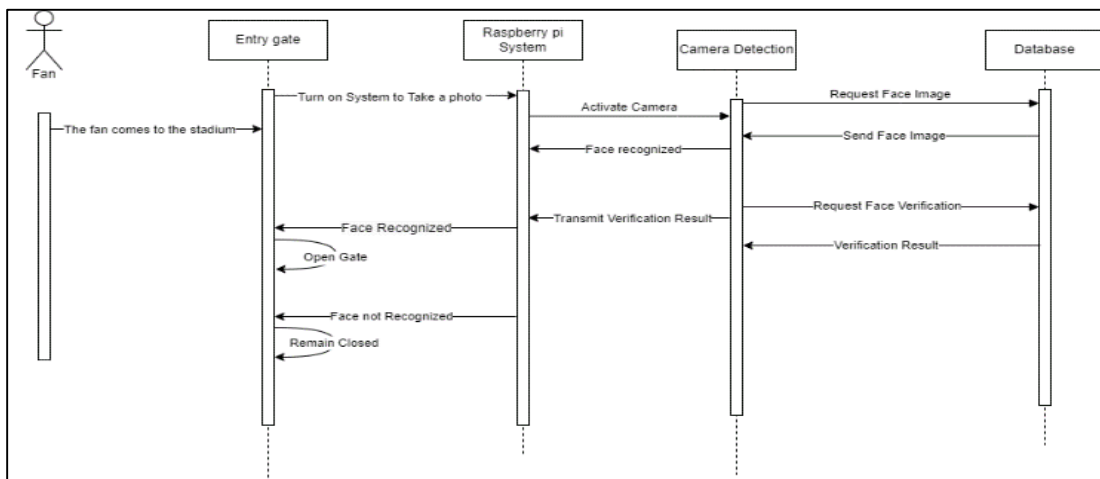 Fan
Entry gate
Raspberry pi
System
Camera Detection
Database
Turn on System to Take a photo
Activate Camera
Request Face Image
The fan comes to the stadium
Send Face Image
Face recognized
Request Face Verification
Transmit Verification Result
Face Recognized
Verification Result
Open Gate
Face not Recognized
Remain Closed